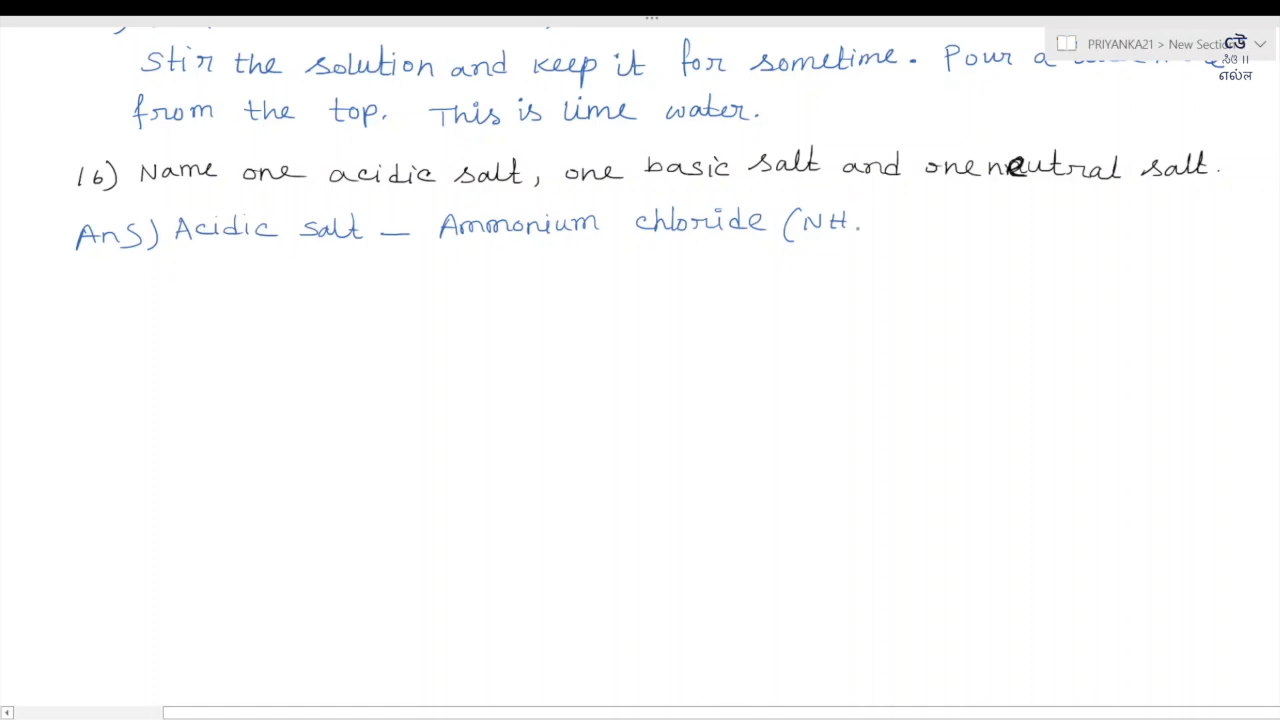 Stir the solution and keep it for sometime. Pour a
PRIYANKA21 > New Section
from the top. This is lime water.
16) Name one acidic salt, one basic salt and one neutral salt.
Ans) Acidic salt — Ammonium chloride (NH.